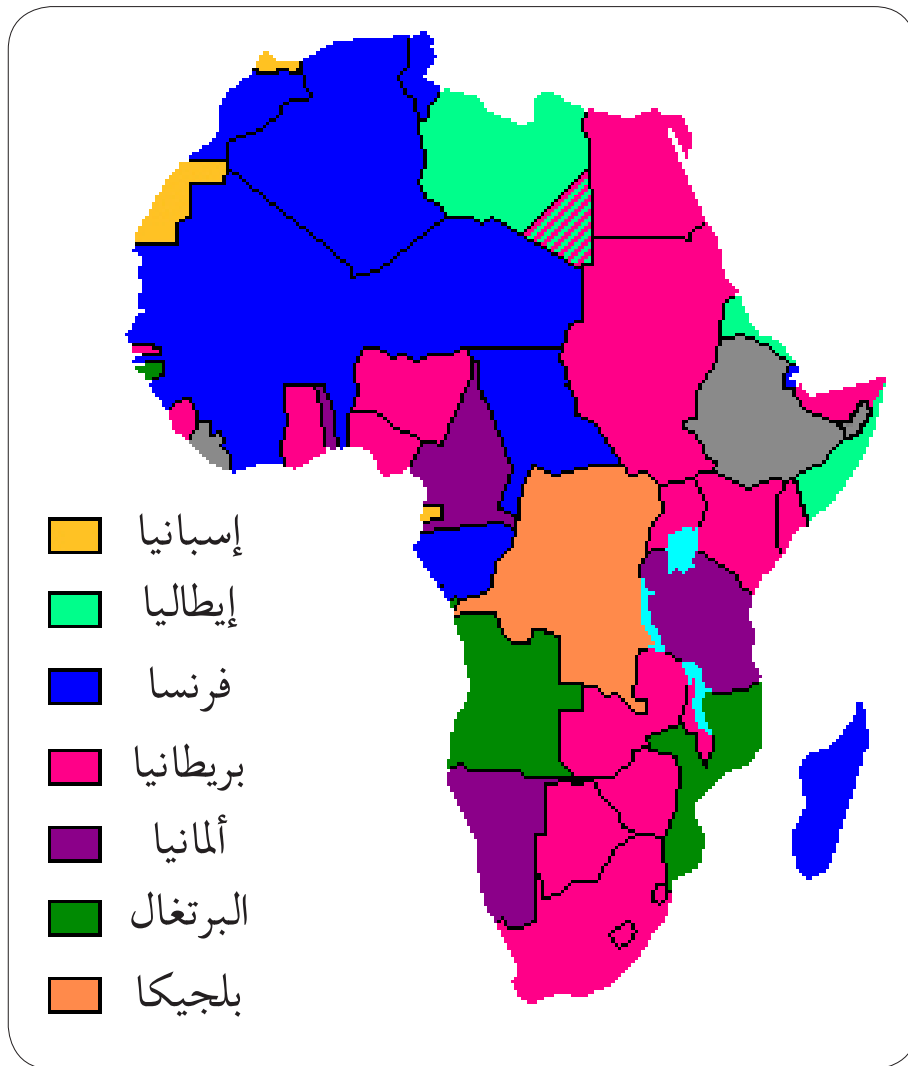 إسبانيا
إيطاليا
فرنسا
بريطانيا
ألمانيا
البرتغال
بلجيكا